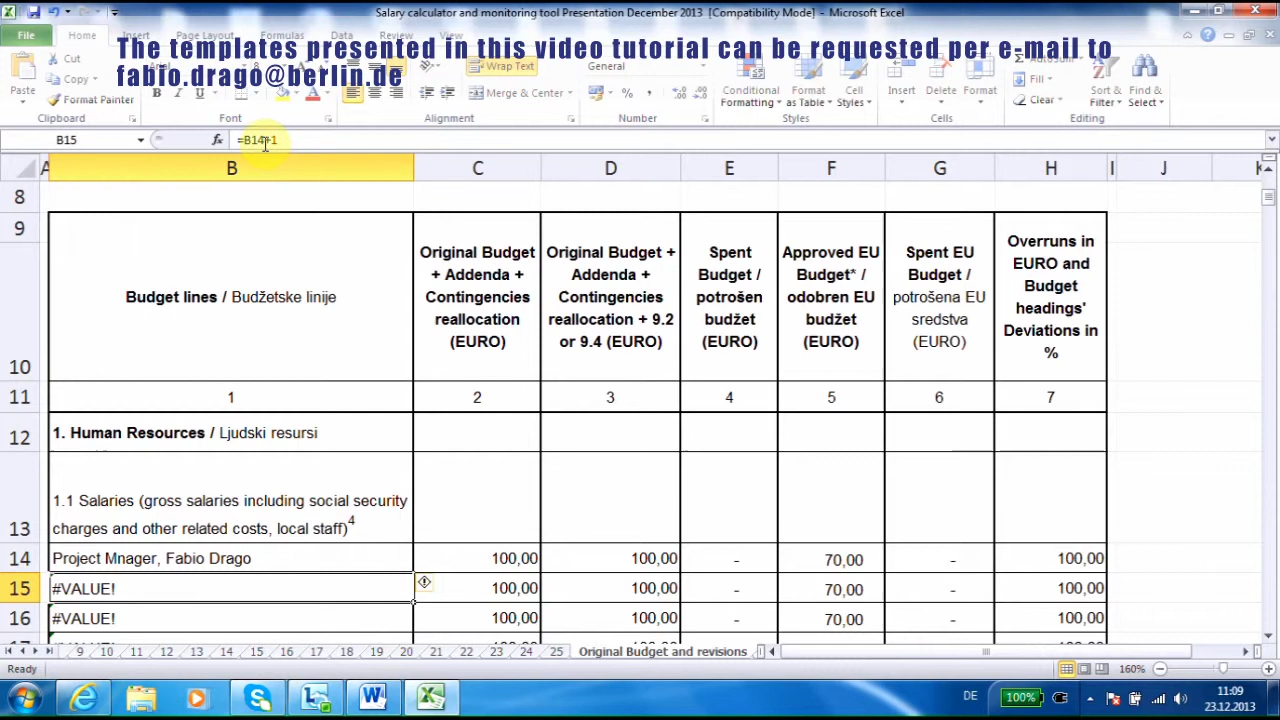 Salary calculator and monitoring tool Presentation December 2013 [Compatibility Mode] - Microsoft Excel
File Home Insert Page Layout Formulas Data Review
The templates presented in this video tutorial can be requested per e-mail to
fabio.drago@berlin.de
Cut
Copy
Format Painter
Paste
Clipboard
Arial
8
Font
Wrap Text
Merge & Center
Alignment
General
Number
Conditional
Formatting
Format
as Table
Cell
Styles
Styles
Insert
Delete
Format
Cells
AutoSum
Fill
Clear
Sort &
Filter
Find &
Select
Editing
B15 fx =B14+1
A B C D E F G H I J K
8
9
10
Budget lines / Budžetske linije
Original Budget
+ Addenda +
Contingencies
reallocation
(EURO)
Original Budget +
Addenda +
Contingencies
reallocation + 9.2
or 9.4 (EURO)
Spent
Budget /
potrošen
budžet
(EURO)
Approved EU
Budget* /
odobren EU
budžet
(EURO)
Spent EU
Budget /
potrošena EU
sredstva
(EURO)
Overruns in
EURO and
Budget
headings'
Deviations in
%
11 1 2 3 4 5 6 7
12 1. Human Resources / Ljudski resursi
13 1.1 Salaries (gross salaries including social security
charges and other related costs, local staff)4
14 Project Mnager, Fabio Drago 100,00 100,00 - 70,00 - 100,00
15 #VALUE! 100,00 100,00 - 70,00 - 100,00
16 #VALUE! 100,00 100,00 - 70,00 - 100,00
17
9 10 11 12 13 14 15 16 17 18 19 20 21 22 23 24 25 Original Budget and revisions
Ready 160%
DE 100% 11:09
23.12.2013